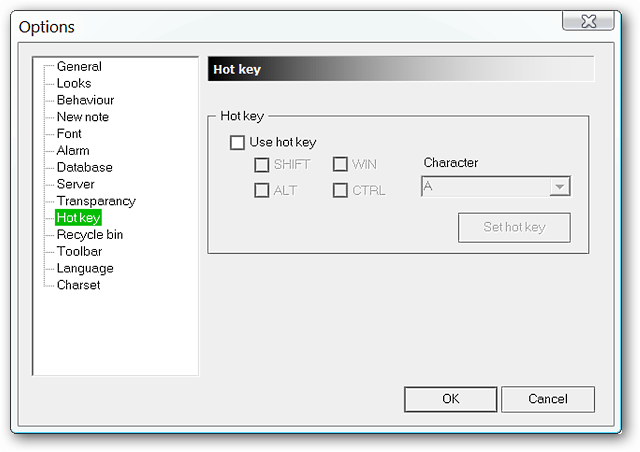 Options
General
Looks
Behaviour
New note
Font
Alarm
Database
Server
Transparancy
Hot key
Recycle bin
Toolbar
Language
Charset
Hot key
Hot key
Use hot key
SHIFT WIN Character
ALT CTRL A
Set hot key
OK Cancel